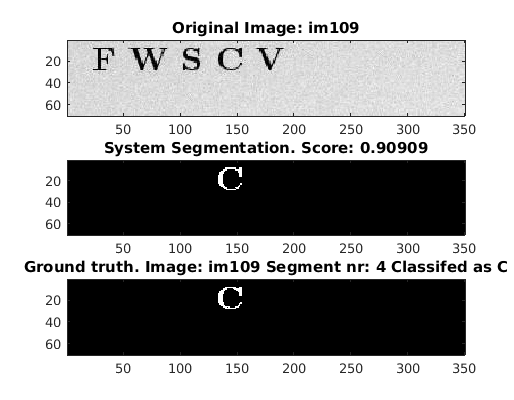 Original Image: im109
F W S C V
20
40
60
50 100 150 200 250 300 350
System Segmentation. Score: 0.90909
C
20
40
60
50 100 150 200 250 300 350
Ground truth. Image: im109 Segment nr: 4 Classifed as C
C
20
40
60
50 100 150 200 250 300 350